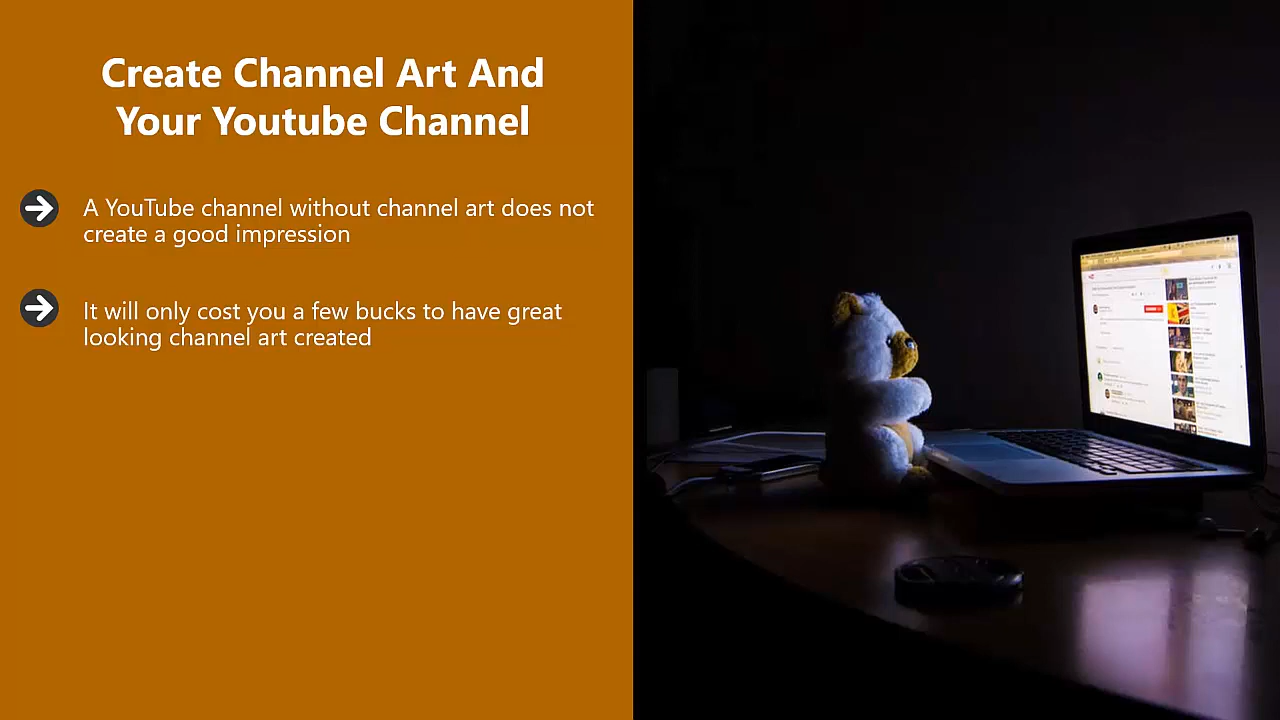 Create Channel Art And
Your Youtube Channel
A YouTube channel without channel art does not
create a good impression
It will only cost you a few bucks to have great
looking channel art created